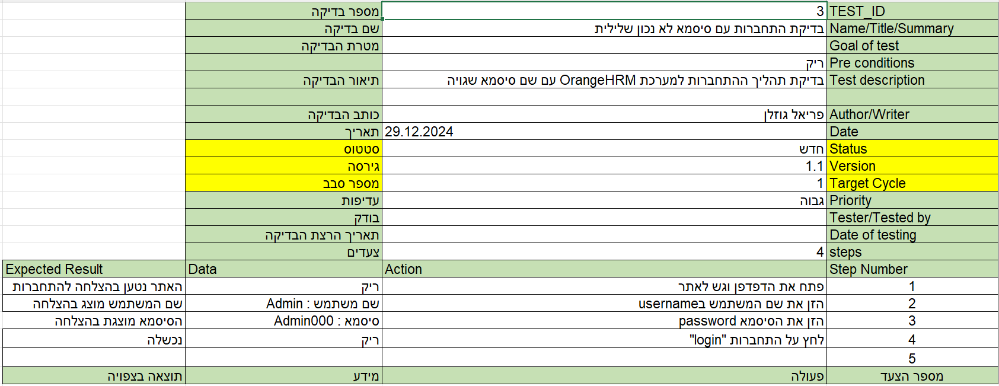 TEST_ID 3 מספר בדיקה
Name/Title/Summary בדיקת התחברות עם סיסמא לא נכון שלילית שם בדיקה
Goal of test מטרת הבדיקה
Pre conditions ריק
Test description בדיקת תהליך ההתחברות למערכת OrangeHRM עם שם סיסמא שגויה תיאור הבדיקה
Author/Writer פריאל גוזלן כותב הבדיקה
Date 29.12.2024 תאריך
Status חדש סטטוס
Version 1.1 גירסה
Target Cycle 1 מספר סבב
Priority גבוה עדיפות
Tester/Tested by בודק
Date of testing תאריך הרצת הבדיקה
steps 4 צעדים
Step Number Action Data Expected Result
1 פתח את הדפדפן וגש לאתר ריק האתר נטען בהצלחה להתחברות
2 הזן את שם המשתמש בusername שם משתמש : Admin שם המשתמש מוצג בהצלחה
3 הזן את הסיסמא password סיסמא : Admin000 הסיסמא מוצגת בהצלחה
4 לחץ על התחברות "login" ריק נכשלה
5
מספר הצעד פעולה מידע תוצאה בצפויה